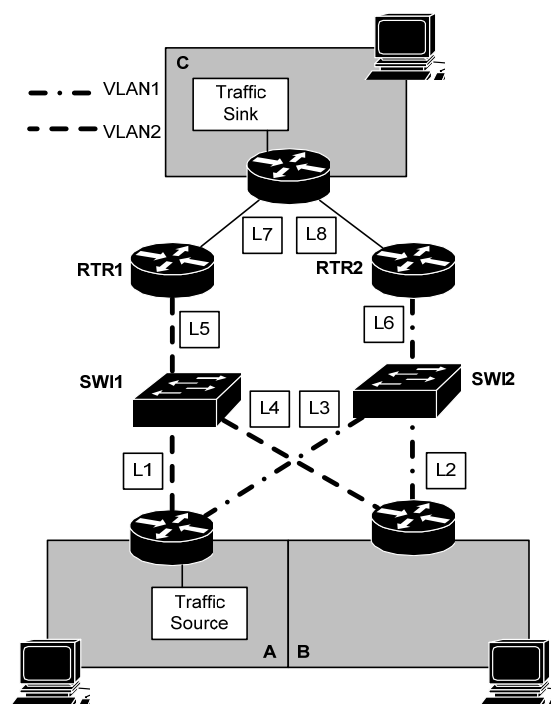 C
VLAN1
Traffic
Sink
VLAN2
L7
L8
RTR1
RTR2
L5
L6
SWI1
SWI2
L4
L3
L1
L2
Traffic
Source
A
B